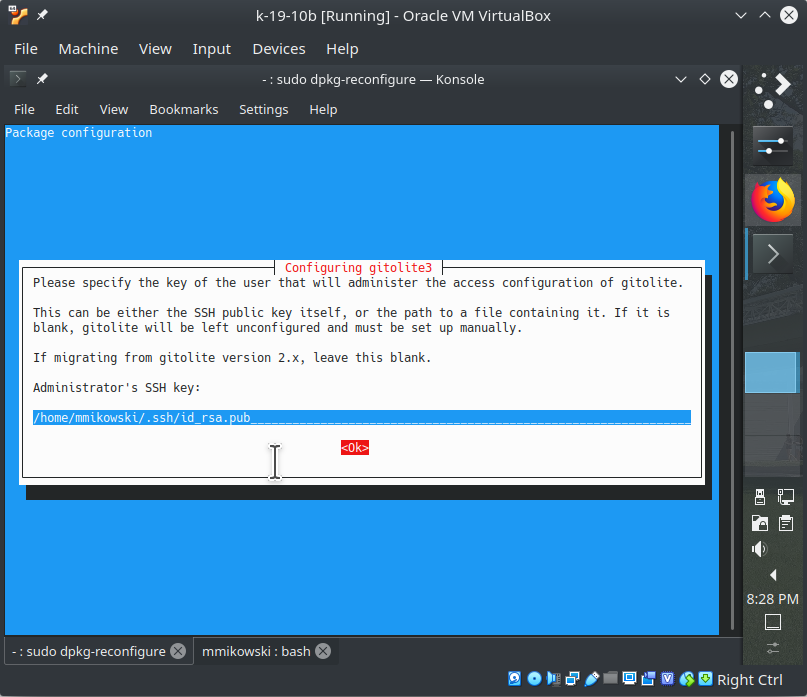 k-19-10b [Running] - Oracle VM VirtualBox
File Machine View Input Devices Help
- : sudo dpkg-reconfigure — Konsole
File Edit View Bookmarks Settings Help
Package configuration
Configuring gitolite3
Please specify the key of the user that will administer the access configuration of gitolite.
This can be either the SSH public key itself, or the path to a file containing it. If it is
blank, gitolite will be left unconfigured and must be set up manually.
If migrating from gitolite version 2.x, leave this blank.
Administrator's SSH key:
/home/mmikowski/.ssh/id_rsa.pub
<Ok>
8:28 PM
- : sudo dpkg-reconfigure
mmikowski : bash
Right Ctrl